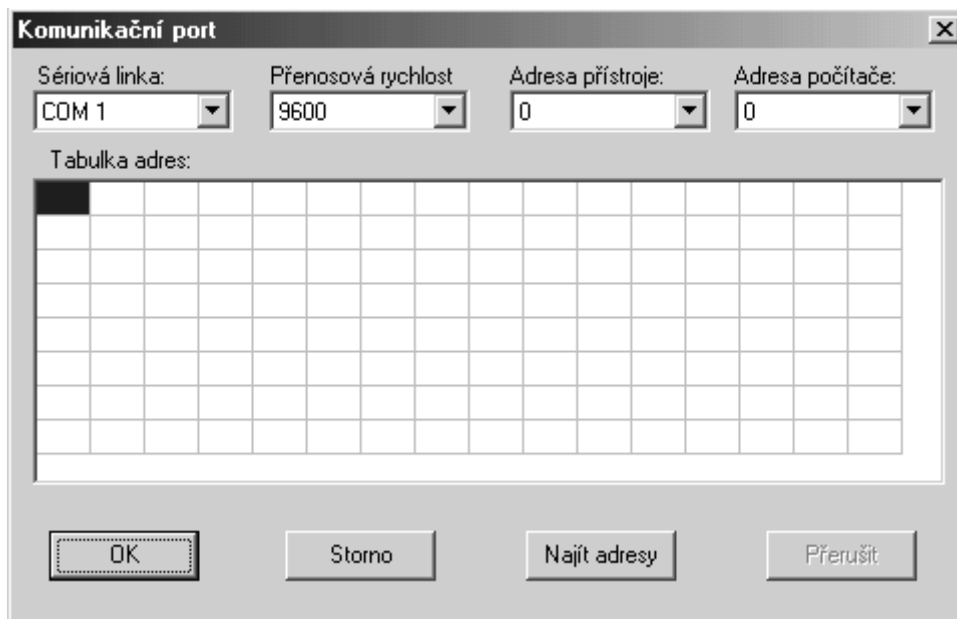 Komunikační port
Sériová linka: Přenosová rychlost Adresa přístroje: Adresa počítače:
COM 1 9600 0 0
Tabulka adres:
OK Storno Najít adresy Přerušit